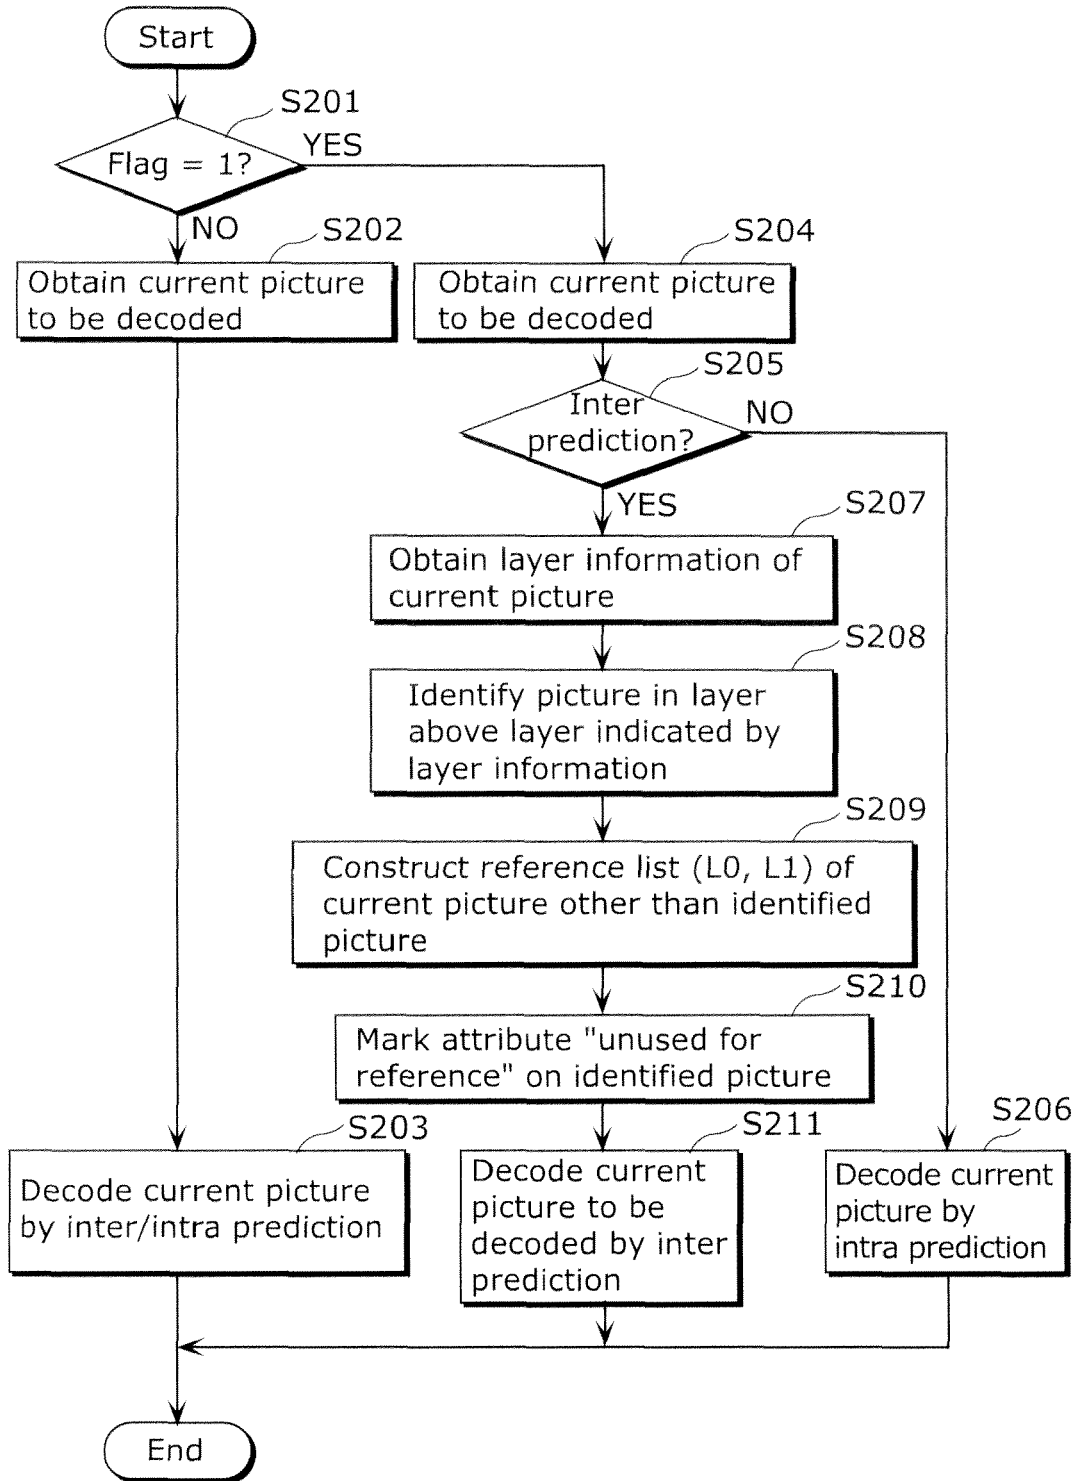 Start
S201
Flag = 1?
YES
NO
S202
Obtain current picture
to be decoded
S204
Obtain current picture
to be decoded
S205
Inter
prediction?
NO
YES
S207
Obtain layer information of
current picture
S208
Identify picture in layer
above layer indicated by
layer information
S209
Construct reference list (L0, L1) of
current picture other than identified
picture
S210
Mark attribute "unused for
reference" on identified picture
S203
Decode current picture
by inter/intra prediction
S211
Decode current
picture to be
decoded by inter
prediction
S206
Decode current
picture by
intra prediction
End